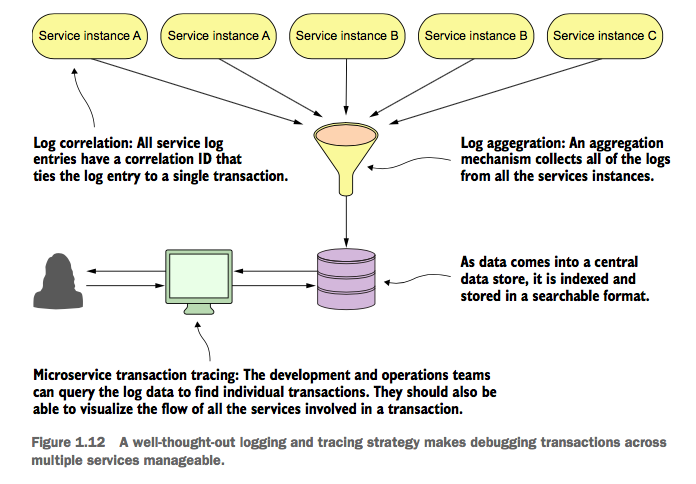 Service instance A
Service instance A
Service instance B
Service instance B
Service instance C
Log correlation: All service log
entries have a correlation ID that
ties the log entry to a single transaction.
Log aggegration: An aggregation
mechanism collects all of the logs
from all the services instances.
As data comes into a central
data store, it is indexed and
stored in a searchable format.
Microservice transaction tracing: The development and operations teams
can query the log data to find individual transactions. They should also be
able to visualize the flow of all the services involved in a transaction.
Figure 1.12 A well-thought-out logging and tracing strategy makes debugging transactions across
multiple services manageable.